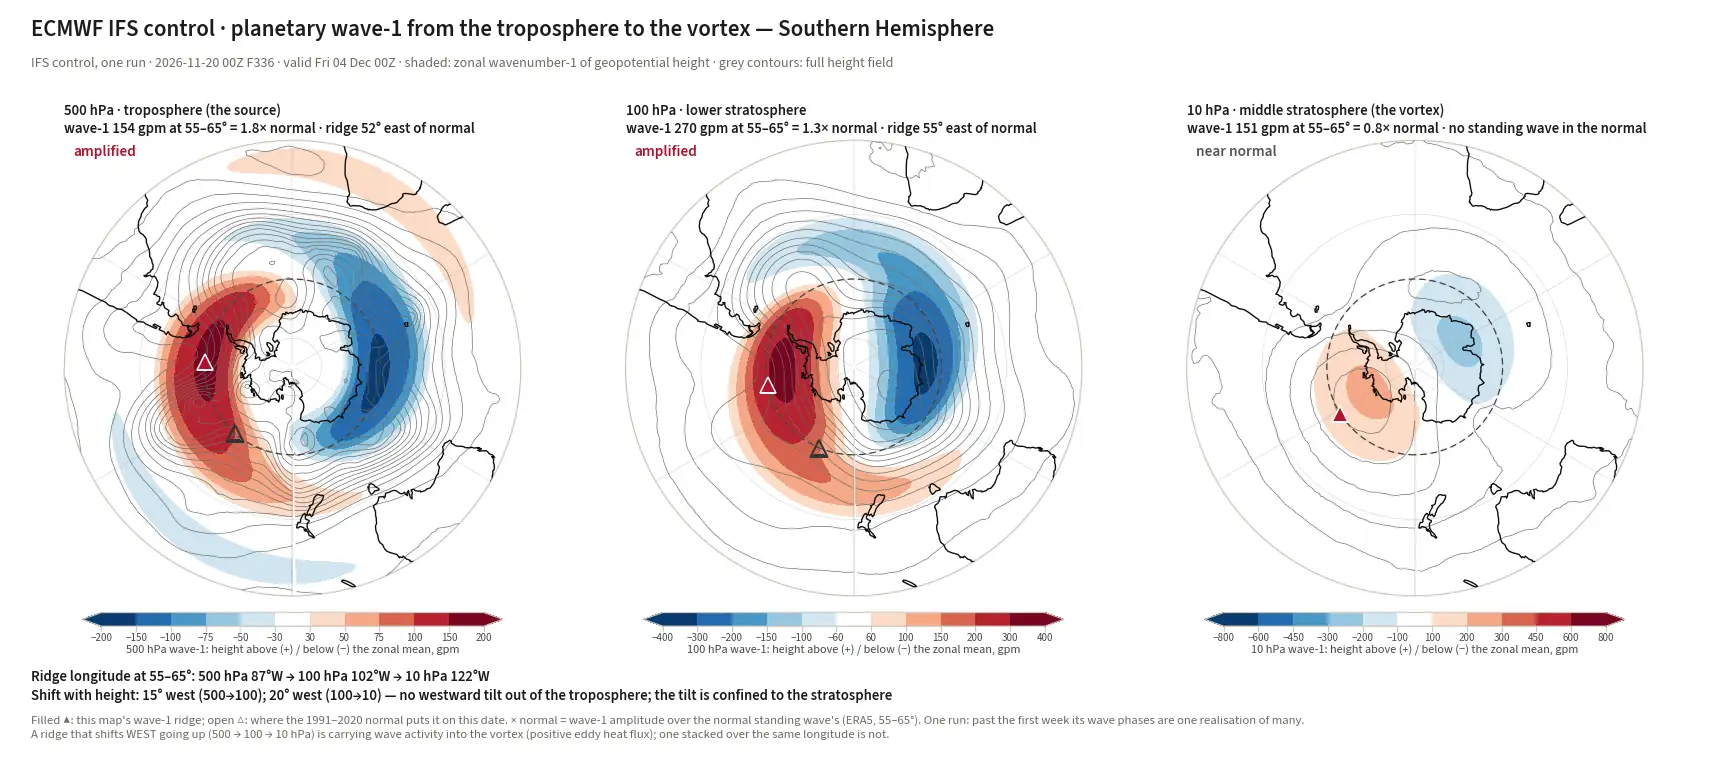 ECMWF IFS control · planetary wave-1 from the troposphere to the vortex — Southern Hemisphere
IFS control, one run · 2026-11-20 00Z F336 · valid Fri 04 Dec 00Z · shaded: zonal wavenumber-1 of geopotential height · grey contours: full height field
500 hPa · troposphere (the source)
wave-1 154 gpm at 55–65° = 1.8× normal · ridge 52° east of normal
amplified
100 hPa · lower stratosphere
wave-1 270 gpm at 55–65° = 1.3× normal · ridge 55° east of normal
amplified
10 hPa · middle stratosphere (the vortex)
wave-1 151 gpm at 55–65° = 0.8× normal · no standing wave in the normal
near normal
−200 −150 −100 −75 −50 −30 30 50 75 100 150 200
500 hPa wave-1: height above (+) / below (−) the zonal mean, gpm
−400 −300 −200 −150 −100 −60 60 100 150 200 300 400
100 hPa wave-1: height above (+) / below (−) the zonal mean, gpm
−800 −600 −450 −300 −200 −100 100 200 300 450 600 800
10 hPa wave-1: height above (+) / below (−) the zonal mean, gpm
Ridge longitude at 55–65°: 500 hPa 87°W → 100 hPa 102°W → 10 hPa 122°W
Shift with height: 15° west (500→100); 20° west (100→10) — no westward tilt out of the troposphere; the tilt is confined to the stratosphere
Filled ▲: this map's wave-1 ridge; open △: where the 1991–2020 normal puts it on this date. × normal = wave-1 amplitude over the normal standing wave's (ERA5, 55–65°). One run: past the first week its wave phases are one realisation of many.
A ridge that shifts WEST going up (500 → 100 → 10 hPa) is carrying wave activity into the vortex (positive eddy heat flux); one stacked over the same longitude is not.